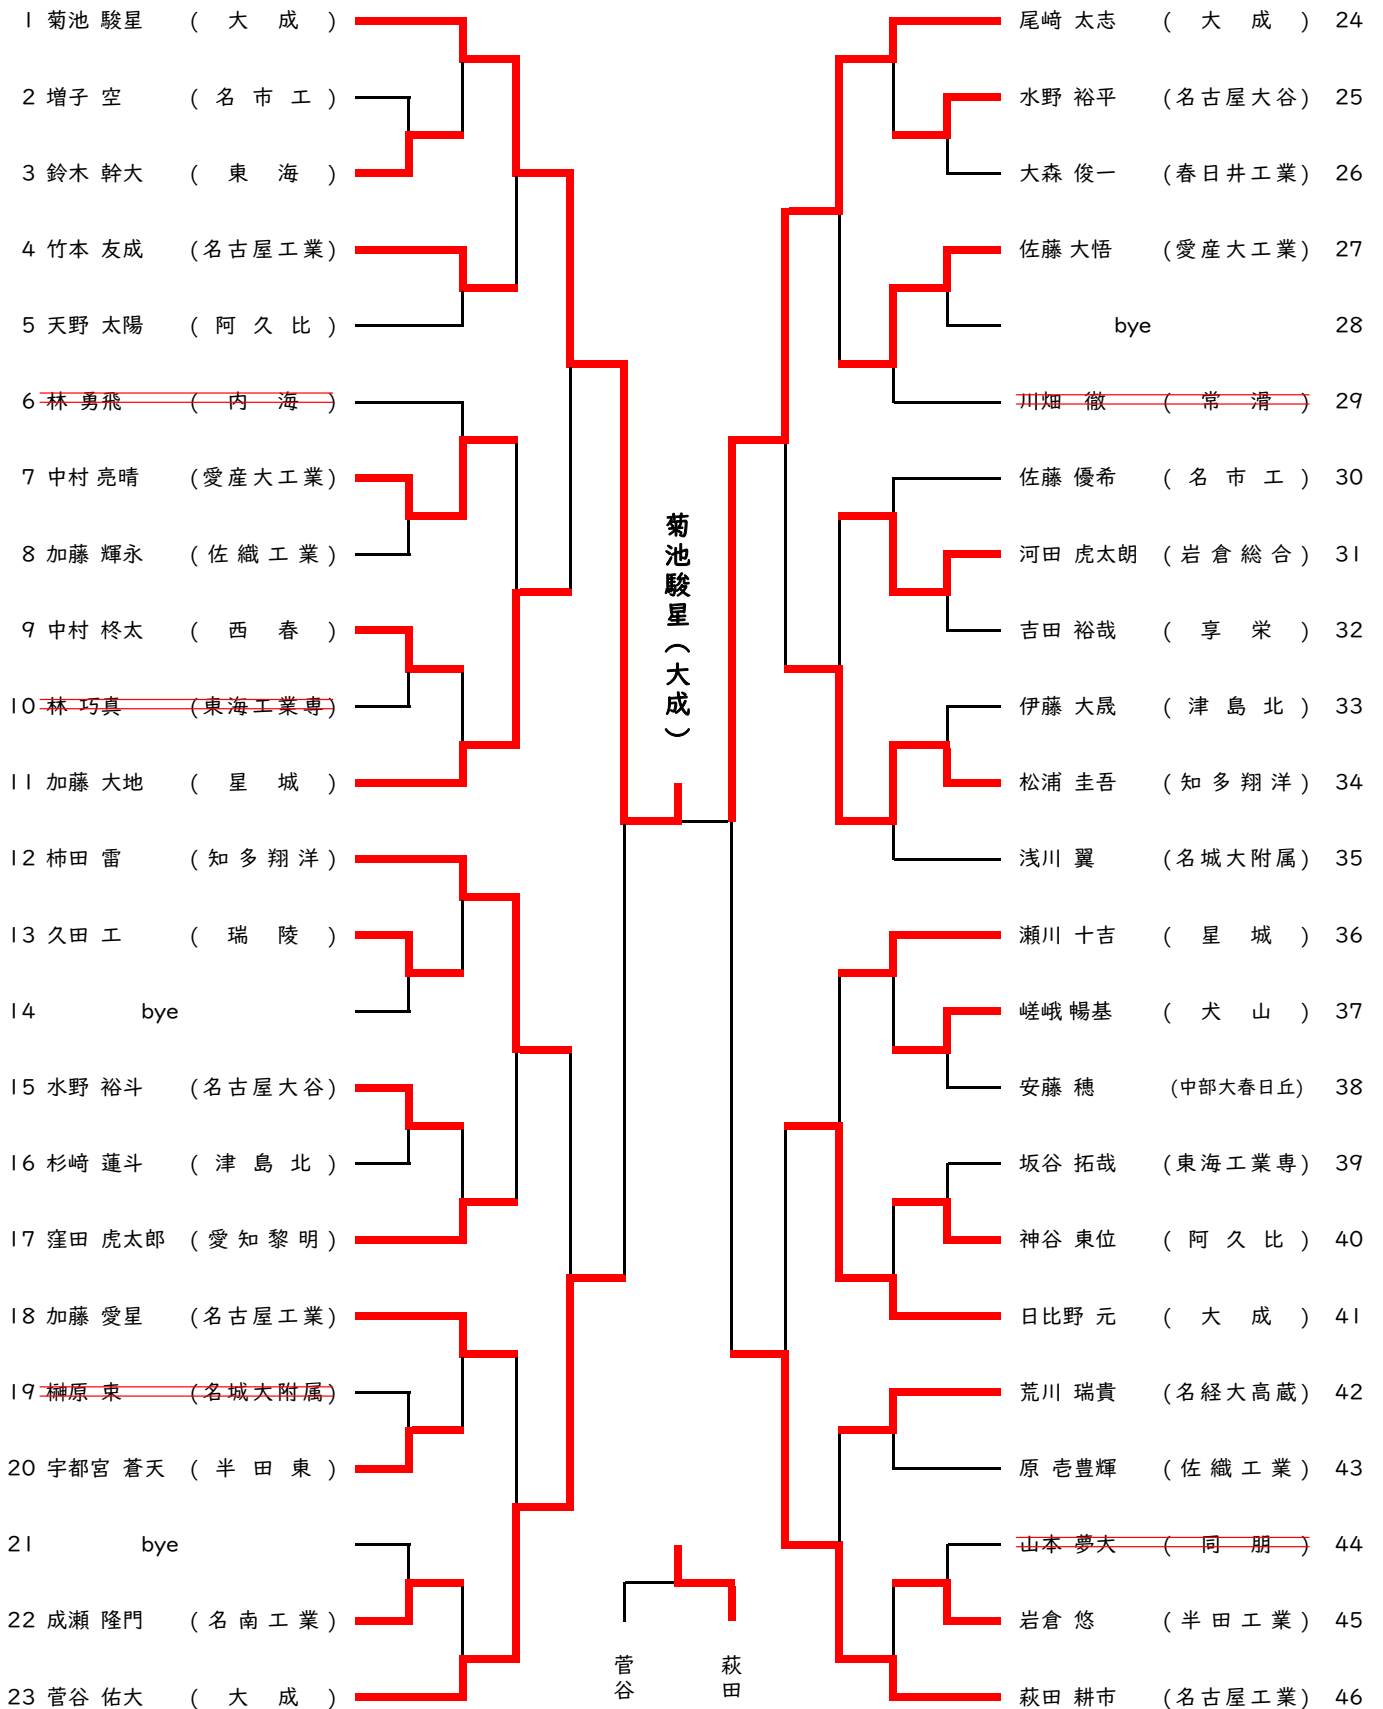 1 菊池 駿星 ( 大 成 )
2 増子 空 ( 名 市 工 )
3 鈴木 幹大 ( 東 海 )
4 竹本 友成 (名古屋工業)
5 天野 太陽 ( 阿 久 比 )
6 林 勇飛 ( 内 海 )
7 中村 亮晴 (愛産大工業)
8 加藤 輝永 ( 佐 織 工 業 )
9 中村 柊太 ( 西 春 )
10 林 巧真 (東海工業専)
11 加藤 大地 ( 星 城 )
12 柿田 雷 ( 知 多 翔 洋 )
13 久田 工 ( 瑞 陵 )
14 bye
15 水野 裕斗 (名古屋大谷)
16 杉﨑 蓮斗 ( 津 島 北 )
17 窪田 虎太郎 ( 愛 知 黎 明 )
18 加藤 愛星 (名古屋工業)
19 榊原 束 (名城大附属)
20 宇都宮 蒼天 ( 半 田 東 )
21 bye
22 成瀬 隆門 ( 名 南 工 業 )
23 菅谷 佑大 ( 大 成 )
菊池駿星(大成)
菅谷
萩田
尾﨑 太志 ( 大 成 ) 24
水野 裕平 (名古屋大谷) 25
大森 俊一 (春日井工業) 26
佐藤 大悟 (愛産大工業) 27
bye 28
川畑 徹 ( 常 滑 ) 29
佐藤 優希 ( 名 市 工 ) 30
河田 虎太朗 ( 岩 倉 総 合 ) 31
吉田 裕哉 ( 享 栄 ) 32
伊藤 大晟 ( 津 島 北 ) 33
松浦 圭吾 ( 知 多 翔 洋 ) 34
浅川 翼 (名城大附属) 35
瀬川 十吉 ( 星 城 ) 36
嵯峨 暢基 ( 犬 山 ) 37
安藤 穂 (中部大春日丘) 38
坂谷 拓哉 (東海工業専) 39
神谷 東位 ( 阿 久 比 ) 40
日比野 元 ( 大 成 ) 41
荒川 瑞貴 (名経大高蔵) 42
原 壱豊輝 ( 佐 織 工 業 ) 43
山本 夢大 ( 同 朋 ) 44
岩倉 悠 ( 半 田 工 業 ) 45
萩田 耕市 (名古屋工業) 46